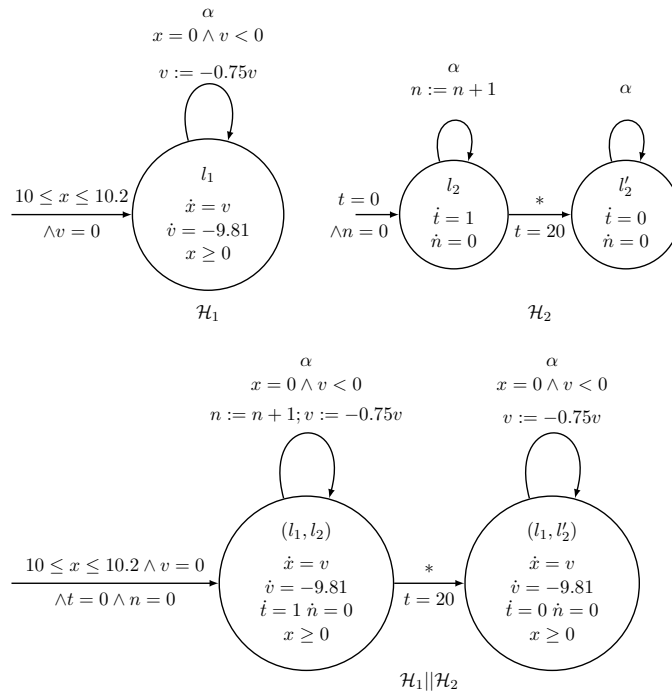 α
x = 0 ∧ v < 0
v := −0.75v
10 ≤ x ≤ 10.2
∧v = 0
l₁
ẋ = v
v̇ = −9.81
x ≥ 0
H₁
α
n := n + 1
t = 0
∧n = 0
l₂
ṫ = 1
ṅ = 0
*
t = 20
α
l′₂
ṫ = 0
ṅ = 0
H₂
α
x = 0 ∧ v < 0
n := n + 1; v := −0.75v
10 ≤ x ≤ 10.2 ∧ v = 0
∧t = 0 ∧ n = 0
(l₁, l₂)
ẋ = v
v̇ = −9.81
ṫ = 1 ṅ = 0
x ≥ 0
*
t = 20
α
x = 0 ∧ v < 0
v := −0.75v
(l₁, l′₂)
ẋ = v
v̇ = −9.81
ṫ = 0 ṅ = 0
x ≥ 0
H₁||H₂